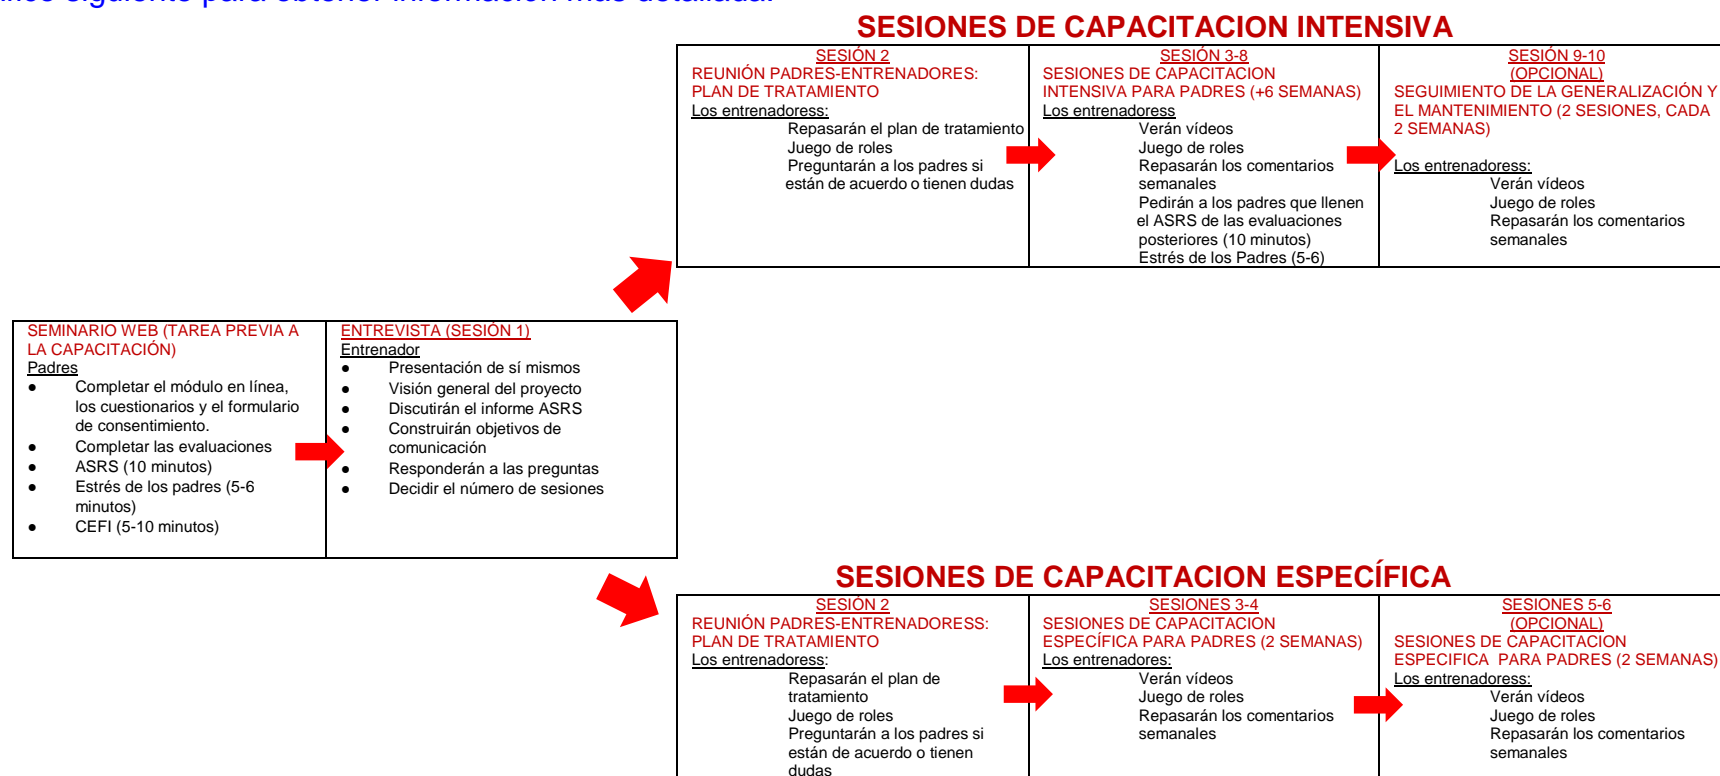 siguiente para obtener información más detallada.
SESIONES DE CAPACITACION INTENSIVA
SESIÓN 2
REUNIÓN PADRES-ENTRENADORES:
PLAN DE TRATAMIENTO
Los entrenadoress:
Repasarán el plan de tratamiento
Juego de roles
Preguntarán a los padres si
están de acuerdo o tienen dudas
SESIÓN 3-8
SESIONES DE CAPACITACION
INTENSIVA PARA PADRES (+6 SEMANAS)
Los entrenadoress
Verán vídeos
Juego de roles
Repasarán los comentarios
semanales
Pedirán a los padres que llenen
el ASRS de las evaluaciones
posteriores (10 minutos)
Estrés de los Padres (5-6)
SESIÓN 9-10
(OPCIONAL)
SEGUIMIENTO DE LA GENERALIZACIÓN Y
EL MANTENIMIENTO (2 SESIONES, CADA
2 SEMANAS)
Los entrenadoress:
Verán vídeos
Juego de roles
Repasarán los comentarios
semanales
SEMINARIO WEB (TAREA PREVIA A
LA CAPACITACIÓN)
Padres
● Completar el módulo en línea,
los cuestionarios y el formulario
de consentimiento.
● Completar las evaluaciones
● ASRS (10 minutos)
● Estrés de los padres (5-6
minutos)
● CEFI (5-10 minutos)
ENTREVISTA (SESIÓN 1)
Entrenador
● Presentación de sí mismos
● Visión general del proyecto
● Discutirán el informe ASRS
● Construirán objetivos de
comunicación
● Responderán a las preguntas
● Decidir el número de sesiones
SESIONES DE CAPACITACION ESPECÍFICA
SESIÓN 2
REUNIÓN PADRES-ENTRENADORESS:
PLAN DE TRATAMIENTO
Los entrenadoress:
Repasarán el plan de
tratamiento
Juego de roles
Preguntarán a los padres si
están de acuerdo o tienen
dudas
SESIONES 3-4
SESIONES DE CAPACITACION
ESPECÍFICA PARA PADRES (2 SEMANAS)
Los entrenadores:
Verán vídeos
Juego de roles
Repasarán los comentarios
semanales
SESIONES 5-6
(OPCIONAL)
SESIONES DE CAPACITACION
ESPECIFICA  PARA PADRES (2 SEMANAS)
Los entrenadoress:
Verán vídeos
Juego de roles
Repasarán los comentarios
semanales